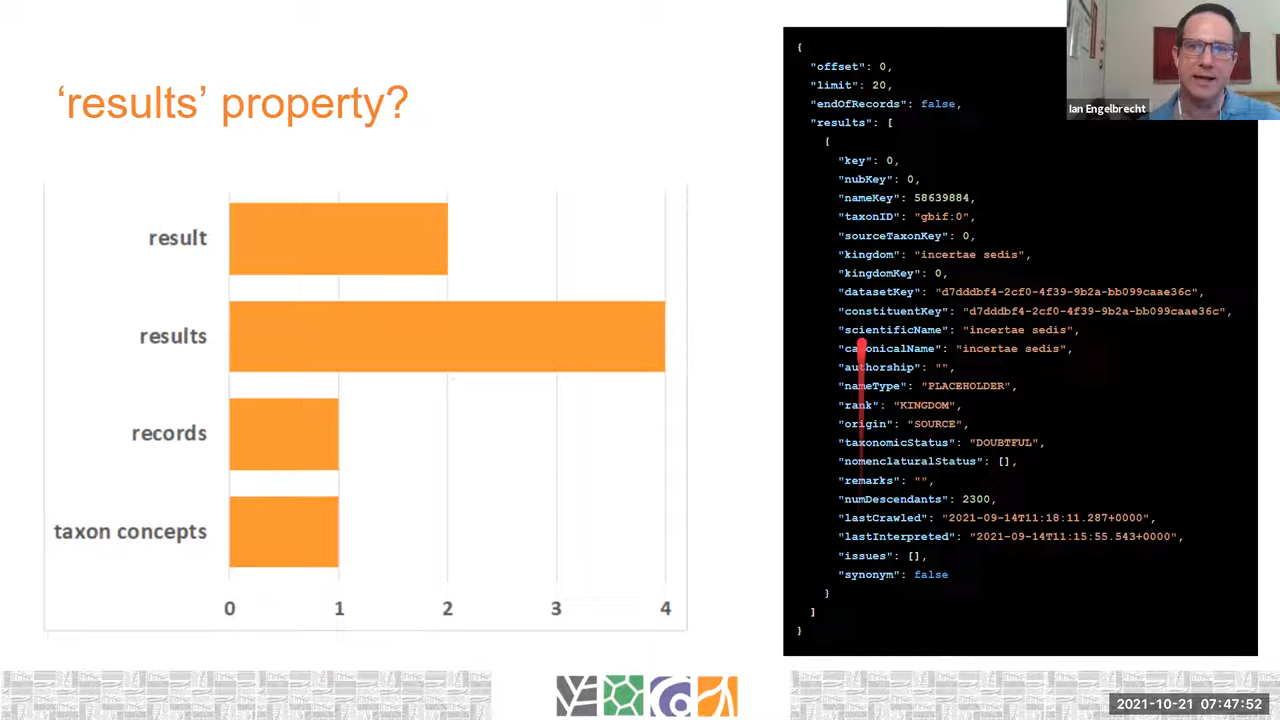 ‘results’ property?
result
results
records
taxon concepts
0 1 2 3 4
{
"offset": 0,
"limit": 20,
"endOfRecords": false,
"results": [
{
"key": 0,
"nubKey": 0,
"nameKey": 58639884,
"taxonID": "gbif:0",
"sourceTaxonKey": 0,
"kingdom": "incertae sedis",
"kingdomKey": 0,
"datasetKey": "d7dddbf4-2cf0-4f39-9b2a-bb099caae36c",
"constituentKey": "d7dddbf4-2cf0-4f39-9b2a-bb099caae36c",
"scientificName": "incertae sedis",
"canonicalName": "incertae sedis",
"authorship": "",
"nameType": "PLACEHOLDER",
"rank": "KINGDOM",
"origin": "SOURCE",
"taxonomicStatus": "DOUBTFUL",
"nomenclaturalStatus": [],
"remarks": "",
"numDescendants": 2300,
"lastCrawled": "2021-09-14T11:18:11.287+0000",
"lastInterpreted": "2021-09-14T11:15:55.543+0000",
"issues": [],
"synonym": false
}
]
}
Ian Engelbrecht
2021-10-21 07:47:52